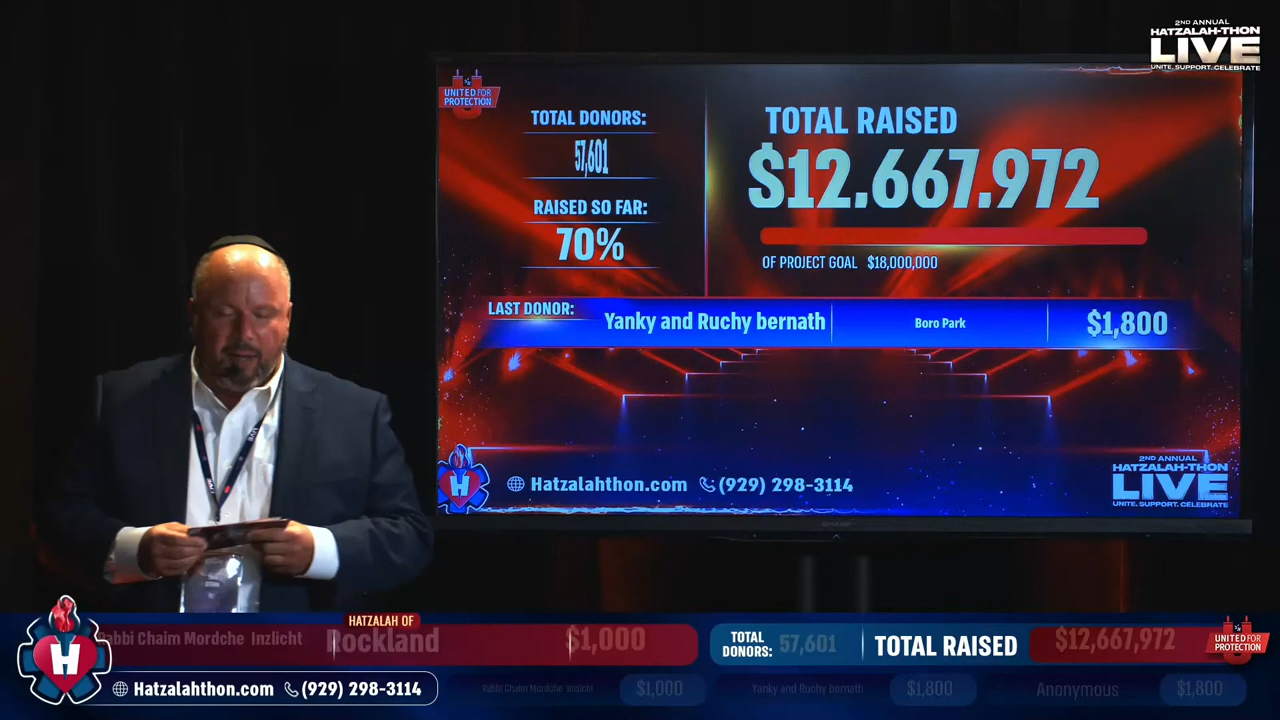 2ND ANNUAL
HATZALAH-THON
LIVE
UNITE. SUPPORT. CELEBRATE
UNITED FOR
PROTECTION
TOTAL DONORS:
57,601
RAISED SO FAR:
70%
TOTAL RAISED
$12.667.972
OF PROJECT GOAL $18,000,000
LAST DONOR:
Yanky and Ruchy bernath
Boro Park
$1,800
Hatzalahthon.com (929) 298-3114
H
2ND ANNUAL
HATZALAH-THON
LIVE
UNITE. SUPPORT. CELEBRATE
HATZALAH OF
Rabbi Chaim Mordche Inzlicht Rockland $1,000
TOTAL
DONORS: 57,601 TOTAL RAISED $12,667,972
UNITED FOR
PROTECTION
H
Hatzalahthon.com (929) 298-3114
Rabbi Chaim Mordche Inzlicht $1,000 Yanky and Ruchy bernath $1,800 Anonymous $1,800